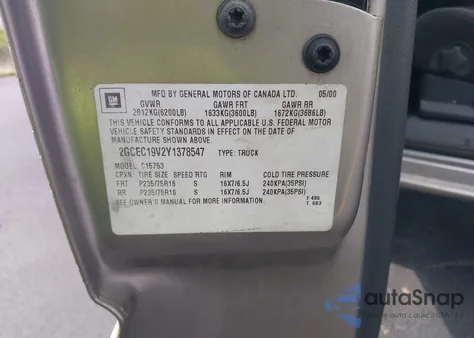 GM
MFD BY GENERAL MOTORS OF CANADA LTD. 05/00
GVWR GAWR FRT GAWR RR
2812KG(6200LB) 1633KG(3600LB) 1672KG(3686LB)
THIS VEHICLE CONFORMS TO ALL APPLICABLE U.S. FEDERAL MOTOR
VEHICLE SAFETY STANDARDS IN EFFECT ON THE DATE OF
MANUFACTURE SHOWN ABOVE.
2GCEC19V2Y1378547 TYPE: TRUCK
MODEL: C15753
TIRE SIZE SPEED RTG RIM COLD TIRE PRESSURE
FRT P235/75R16 S 16X7/6.5J 240KPA(35PSI)
RR P235/75R16 S 16X7/6.5J 240KPA(35PSI)
SEE OWNER'S MANUAL FOR MORE INFORMATION.
autoSnap